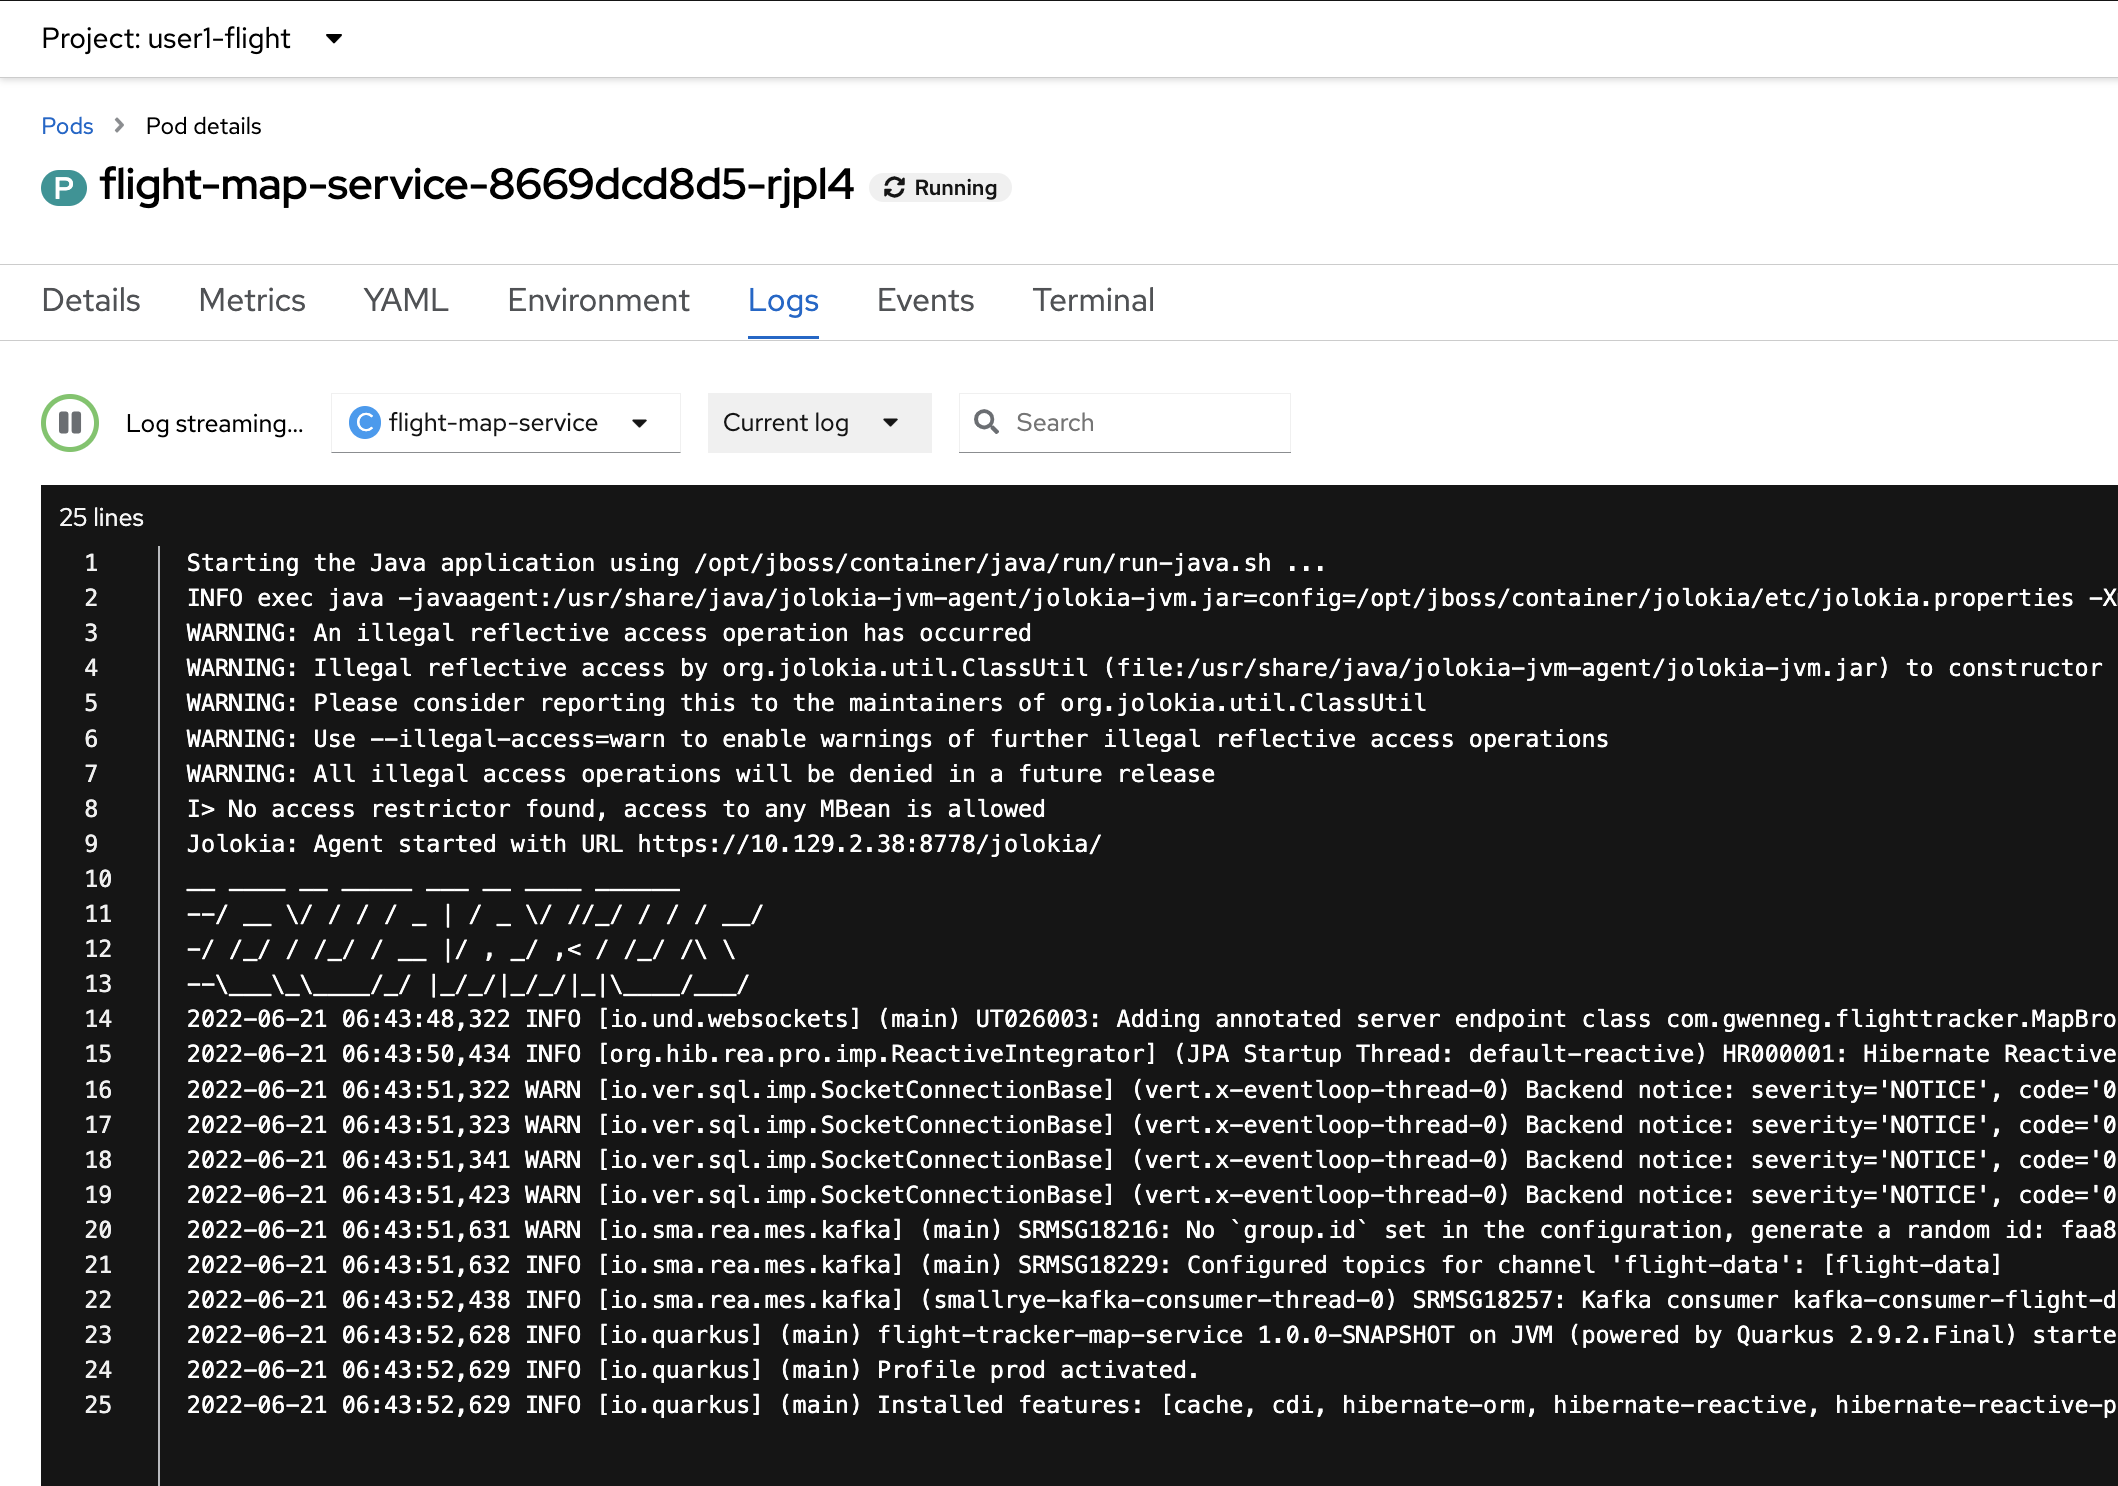 Project: user1-flight
Pods > Pod details
P flight-map-service-8669dcd8d5-rjpl4 Running
Details Metrics YAML Environment Logs Events Terminal
Log streaming... C flight-map-service Current log Search
25 lines
1 Starting the Java application using /opt/jboss/container/java/run/run-java.sh ...
2 INFO exec java -javaagent:/usr/share/java/jolokia-jvm-agent/jolokia-jvm.jar=config=/opt/jboss/container/jolokia/etc/jolokia.properties -X
3 WARNING: An illegal reflective access operation has occurred
4 WARNING: Illegal reflective access by org.jolokia.util.ClassUtil (file:/usr/share/java/jolokia-jvm-agent/jolokia-jvm.jar) to constructor
5 WARNING: Please consider reporting this to the maintainers of org.jolokia.util.ClassUtil
6 WARNING: Use --illegal-access=warn to enable warnings of further illegal reflective access operations
7 WARNING: All illegal access operations will be denied in a future release
8 I> No access restrictor found, access to any MBean is allowed
9 Jolokia: Agent started with URL https://10.129.2.38:8778/jolokia/
10 __ ____ __ _____ ___ __ ____ ______
11 --/ __ \/ / / / _ | / _ \/ //_/ / / / __/
12 -/ /_/ / /_/ / __ |/ , _/ ,< / /_/ /\ \
13 --\___\_\____/_/ |_/_/|_/_/|_|\____/___/
14 2022-06-21 06:43:48,322 INFO [io.und.websockets] (main) UT026003: Adding annotated server endpoint class com.gwenneg.flighttracker.MapBro
15 2022-06-21 06:43:50,434 INFO [org.hib.rea.pro.imp.ReactiveIntegrator] (JPA Startup Thread: default-reactive) HR000001: Hibernate Reactive
16 2022-06-21 06:43:51,322 WARN [io.ver.sql.imp.SocketConnectionBase] (vert.x-eventloop-thread-0) Backend notice: severity='NOTICE', code='0
17 2022-06-21 06:43:51,323 WARN [io.ver.sql.imp.SocketConnectionBase] (vert.x-eventloop-thread-0) Backend notice: severity='NOTICE', code='0
18 2022-06-21 06:43:51,341 WARN [io.ver.sql.imp.SocketConnectionBase] (vert.x-eventloop-thread-0) Backend notice: severity='NOTICE', code='0
19 2022-06-21 06:43:51,423 WARN [io.ver.sql.imp.SocketConnectionBase] (vert.x-eventloop-thread-0) Backend notice: severity='NOTICE', code='0
20 2022-06-21 06:43:51,631 WARN [io.sma.rea.mes.kafka] (main) SRMSG18216: No `group.id` set in the configuration, generate a random id: faa8
21 2022-06-21 06:43:51,632 INFO [io.sma.rea.mes.kafka] (main) SRMSG18229: Configured topics for channel 'flight-data': [flight-data]
22 2022-06-21 06:43:52,438 INFO [io.sma.rea.mes.kafka] (smallrye-kafka-consumer-thread-0) SRMSG18257: Kafka consumer kafka-consumer-flight-d
23 2022-06-21 06:43:52,628 INFO [io.quarkus] (main) flight-tracker-map-service 1.0.0-SNAPSHOT on JVM (powered by Quarkus 2.9.2.Final) starte
24 2022-06-21 06:43:52,629 INFO [io.quarkus] (main) Profile prod activated.
25 2022-06-21 06:43:52,629 INFO [io.quarkus] (main) Installed features: [cache, cdi, hibernate-orm, hibernate-reactive, hibernate-reactive-p